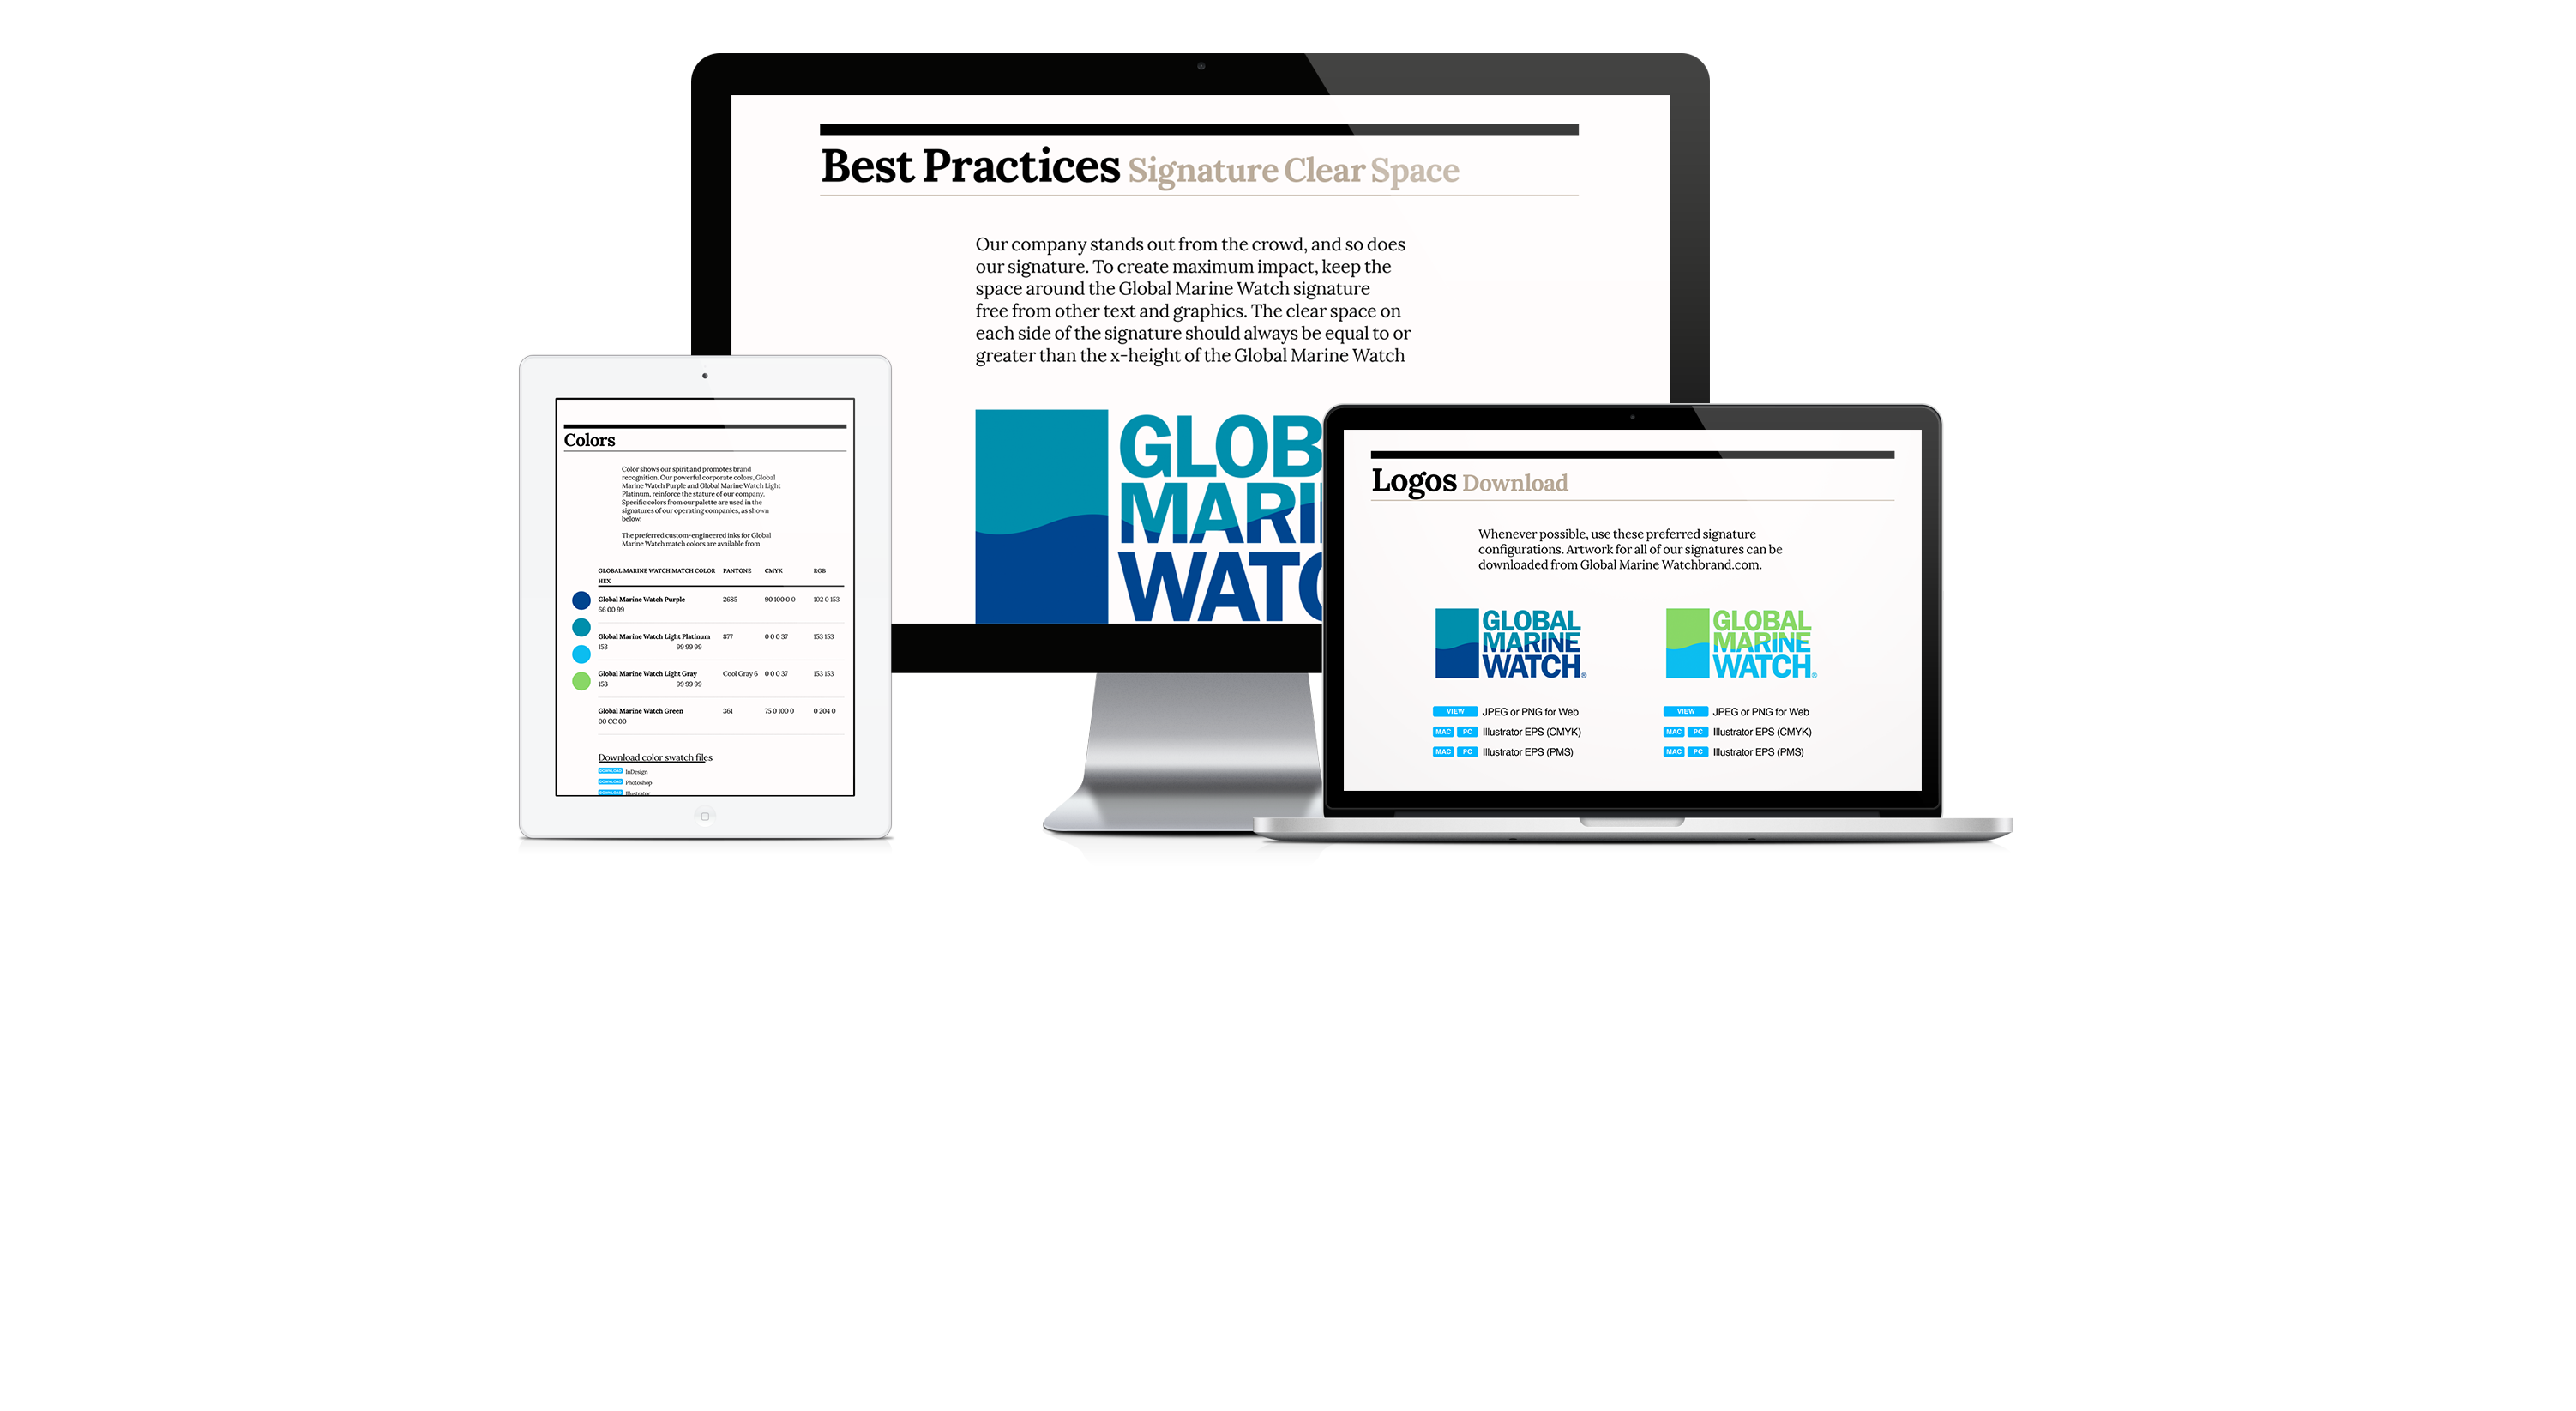 Best Practices Signature Clear Space
Our company stands out from the crowd, and so does
our signature. To create maximum impact, keep the
space around the Global Marine Watch signature
free from other text and graphics. The clear space on
each side of the signature should always be equal to or
greater than the x-height of the Global Marine Watch
GLOB
MARI
WATC
Colors
Color shows our spirit and promotes brand
recognition. Our powerful corporate colors, Global
Marine Watch Purple and Global Marine Watch Light
Platinum, reinforce the stature of our company.
Specific colors from our palette are used in the
signatures of our operating companies, as shown
below.
The preferred custom-engineered inks for Global
Marine Watch match colors are available from
GLOBAL MARINE WATCH MATCH COLOR PANTONE CMYK RGB
HEX
Global Marine Watch Purple 2685 90 100 0 0 102 0 153
66 00 99
Global Marine Watch Light Platinum 877 0 0 0 37 153 153
153 99 99 99
Global Marine Watch Light Gray Cool Gray 6 0 0 0 37 153 153
153 99 99 99
Global Marine Watch Green 361 75 0 100 0 0 204 0
00 CC 00
Download color swatch files
DOWNLOAD InDesign
DOWNLOAD Photoshop
DOWNLOAD Illustrator
Logos Download
Whenever possible, use these preferred signature
configurations. Artwork for all of our signatures can be
downloaded from Global Marine Watchbrand.com.
GLOBAL
MARINE
WATCH®
VIEW JPEG or PNG for Web
MAC PC Illustrator EPS (CMYK)
MAC PC Illustrator EPS (PMS)
GLOBAL
MARINE
WATCH®
VIEW JPEG or PNG for Web
MAC PC Illustrator EPS (CMYK)
MAC PC Illustrator EPS (PMS)